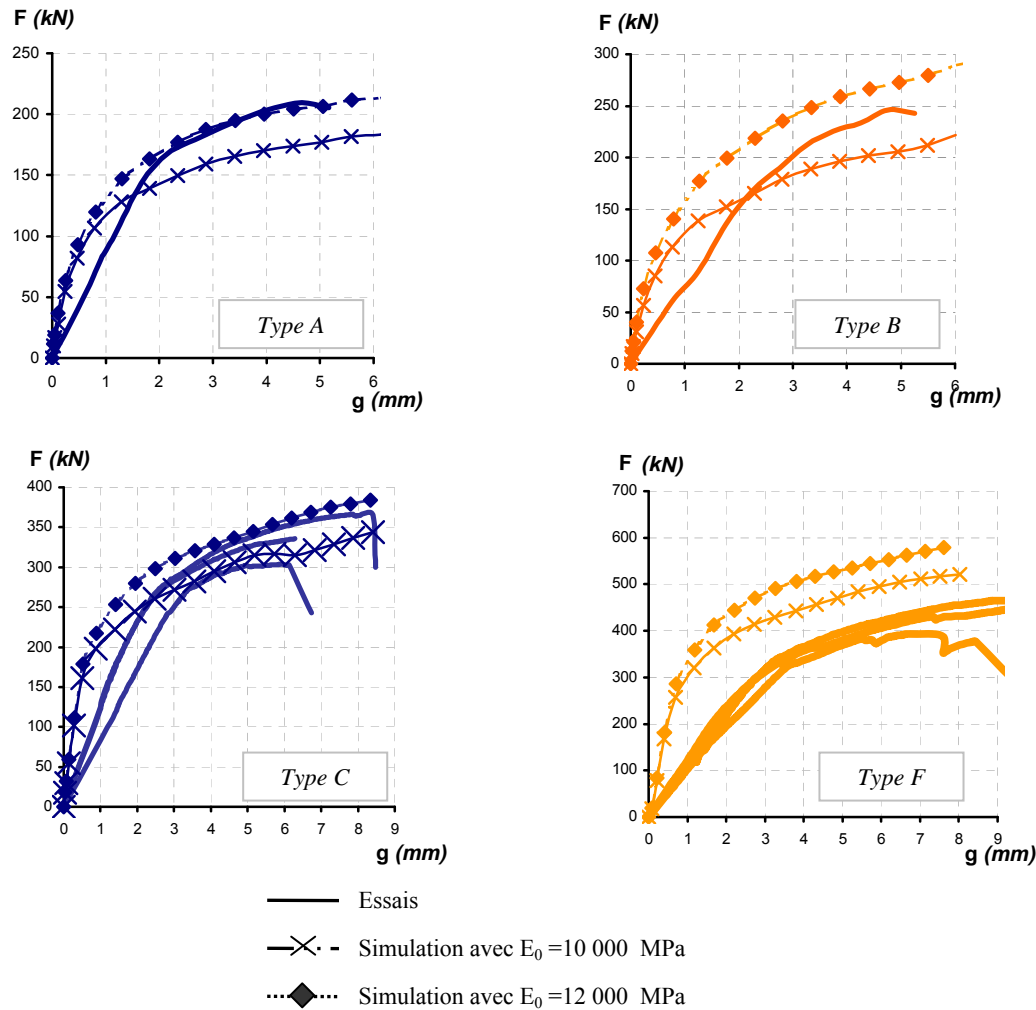 F (kN)
250
200
150
100
50
0
0 1 2 3 4 5 6
g (mm)
Type A
F (kN)
300
250
200
150
100
50
0
0 1 2 3 4 5 6
g (mm)
Type B
F (kN)
400
350
300
250
200
150
100
50
0
0 1 2 3 4 5 6 7 8 9
g (mm)
Type C
F (kN)
700
600
500
400
300
200
100
0
0 1 2 3 4 5 6 7 8 9
g (mm)
Type F
Essais
Simulation avec E₀ =10 000 MPa
Simulation avec E₀ =12 000 MPa